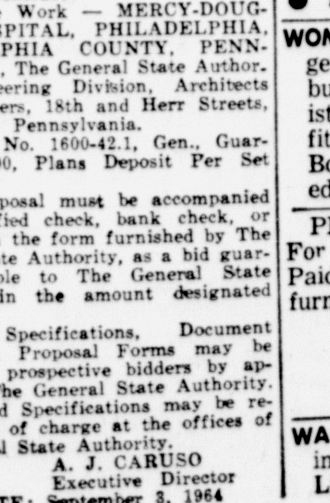 Work — MERCY-DOUG-
SPITAL, PHILADELPHIA,
PHIA COUNTY, PENN-
, The General State Author-
eering Division, Architects
ers, 18th and Herr Streets,
Pennsylvania.
No. 1600-42.1, Gen., Guar-
00, Plans Deposit Per Set
posal must be accompanied
fied check, bank check, or
the form furnished by The
te Authority, as a bid guar-
ble to The General State
in the amount designated
Specifications, Document
Proposal Forms may be
prospective bidders by ap-
The General State Authority.
d Specifications may be re-
of charge at the offices of
l State Authority.
A. J. CARUSO
Executive Director
TE: September 3, 1964
WOM
ge
bu
ist
fit
Bo
ed
PI
For
Paid
furn
WA
in
L